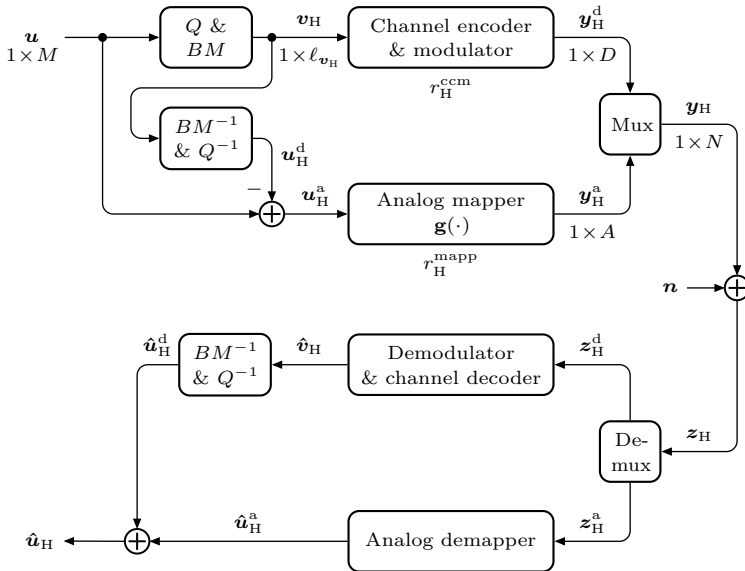 u
1×M
Q &
BM
v_H
1×ℓ_{v_H}
Channel encoder
& modulator
r_H^{ccm}
y_H^d
1×D
BM^{-1}
& Q^{-1}
u_H^d
−
u_H^a
Analog mapper
g(·)
r_H^{mapp}
y_H^a
1×A
Mux
y_H
1×N
n
û_H^d
BM^{-1}
& Q^{-1}
v̂_H
Demodulator
& channel decoder
z_H^d
De-
mux
z_H
û_H
û_H^a
Analog demapper
z_H^a